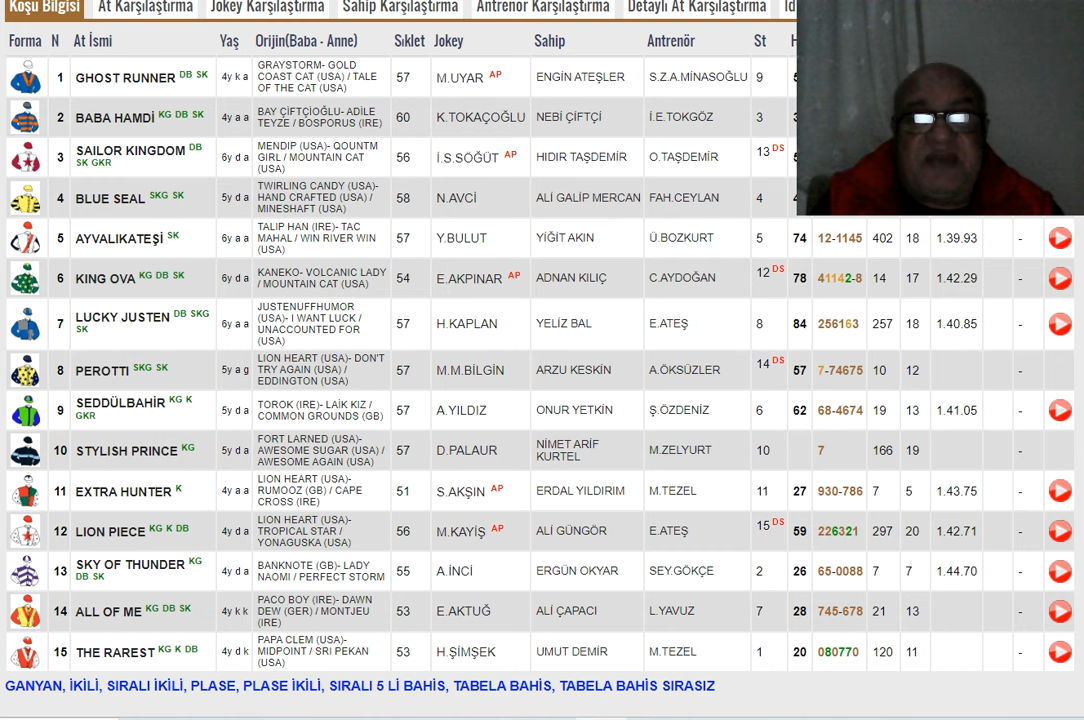 Koşu Bilgisi At Karşılaştırma Jokey Karşılaştırma Sahip Karşılaştırma Antrenör Karşılaştırma Detaylı At Karşılaştırma
Forma N At İsmi Yaş Orijin(Baba - Anne) Sıklet Jokey Sahip Antrenör St
1 GHOST RUNNER DB SK 4y k a GRAYSTORM- GOLD COAST CAT (USA) / TALE OF THE CAT (USA) 57 M.UYAR AP ENGİN ATEŞLER S.Z.A.MİNASOĞLU 9
2 BABA HAMDİ KG DB SK 4y a a BAY ÇİFTÇİOĞLU- ADİLE TEYZE / BOSPORUS (IRE) 60 K.TOKAÇOĞLU NEBİ ÇİFTÇİ İ.E.TOKGÖZ 3
3 SAILOR KINGDOM DB SK GKR 6y d a MENDIP (USA)- QOUNTM GIRL / MOUNTAIN CAT (USA) 56 İ.S.SÖĞÜT AP HIDIR TAŞDEMİR O.TAŞDEMİR 13 DS
4 BLUE SEAL SKG SK 5y d a TWIRLING CANDY (USA)- HAND CRAFTED (USA) / MINESHAFT (USA) 58 N.AVCİ ALİ GALİP MERCAN FAH.CEYLAN 4
5 AYVALIKATEŞİ SK 6y a a TALIP HAN (IRE)- TAC MAHAL / WIN RIVER WIN (USA) 57 Y.BULUT YİĞİT AKIN Ü.BOZKURT 5 74 12-1145 402 18 1.39.93 -
6 KING OVA KG DB SK 6y d a KANEKO- VOLCANIC LADY / MOUNTAIN CAT (USA) 54 E.AKPINAR AP ADNAN KILIÇ C.AYDOĞAN 12 DS 78 41142-8 14 17 1.42.29 -
7 LUCKY JUSTEN DB SKG SK 6y a a JUSTENUFFHUMOR (USA)- I WANT LUCK / UNACCOUNTED FOR (USA) 57 H.KAPLAN YELİZ BAL E.ATEŞ 8 84 256163 257 18 1.40.85 -
8 PEROTTI SKG SK 5y a g LION HEART (USA)- DON'T TRY AGAIN (USA) / EDDINGTON (USA) 57 M.M.BİLGİN ARZU KESKİN A.ÖKSÜZLER 14 DS 57 7-74675 10 12 -
9 SEDDÜLBAHİR KG K GKR 5y d a TOROK (IRE)- LAİK KIZ / COMMON GROUNDS (GB) 57 A.YILDIZ ONUR YETKİN Ş.ÖZDENİZ 6 62 68-4674 19 13 1.41.05 -
10 STYLISH PRINCE KG 5y d a FORT LARNED (USA)- AWESOME SUGAR (USA) / AWESOME AGAIN (USA) 57 D.PALAUR NİMET ARİF KURTEL M.ZELYURT 10 7 166 19 -
11 EXTRA HUNTER K 4y a a LION HEART (USA)- RUMOOZ (GB) / CAPE CROSS (IRE) 51 S.AKŞIN AP ERDAL YILDIRIM M.TEZEL 11 27 930-786 7 5 1.43.75 -
12 LION PIECE KG K DB 4y d a LION HEART (USA)- TROPICAL STAR / YONAGUSKA (USA) 56 M.KAYİŞ AP ALİ GÜNGÖR E.ATEŞ 15 DS 59 226321 297 20 1.42.71 -
13 SKY OF THUNDER KG DB SK 4y d a BANKNOTE (GB)- LADY NAOMI / PERFECT STORM 55 A.İNCİ ERGÜN OKYAR SEY.GÖKÇE 2 26 65-0088 7 7 1.44.70 -
14 ALL OF ME KG DB SK 4y k k PACO BOY (IRE)- DAWN DEW (GER) / MONTJEU (IRE) 53 E.AKTUĞ ALİ ÇAPACI L.YAVUZ 7 28 745-678 21 13 -
15 THE RAREST KG K DB 4y d k PAPA CLEM (USA)- MIDPOINT / SRI PEKAN (USA) 53 H.ŞİMŞEK UMUT DEMİR M.TEZEL 1 20 080770 120 11 -
GANYAN, İKİLİ, SIRALI İKİLİ, PLASE, PLASE İKİLİ, SIRALI 5 Lİ BAHİS, TABELA BAHİS, TABELA BAHİS SIRASIZ